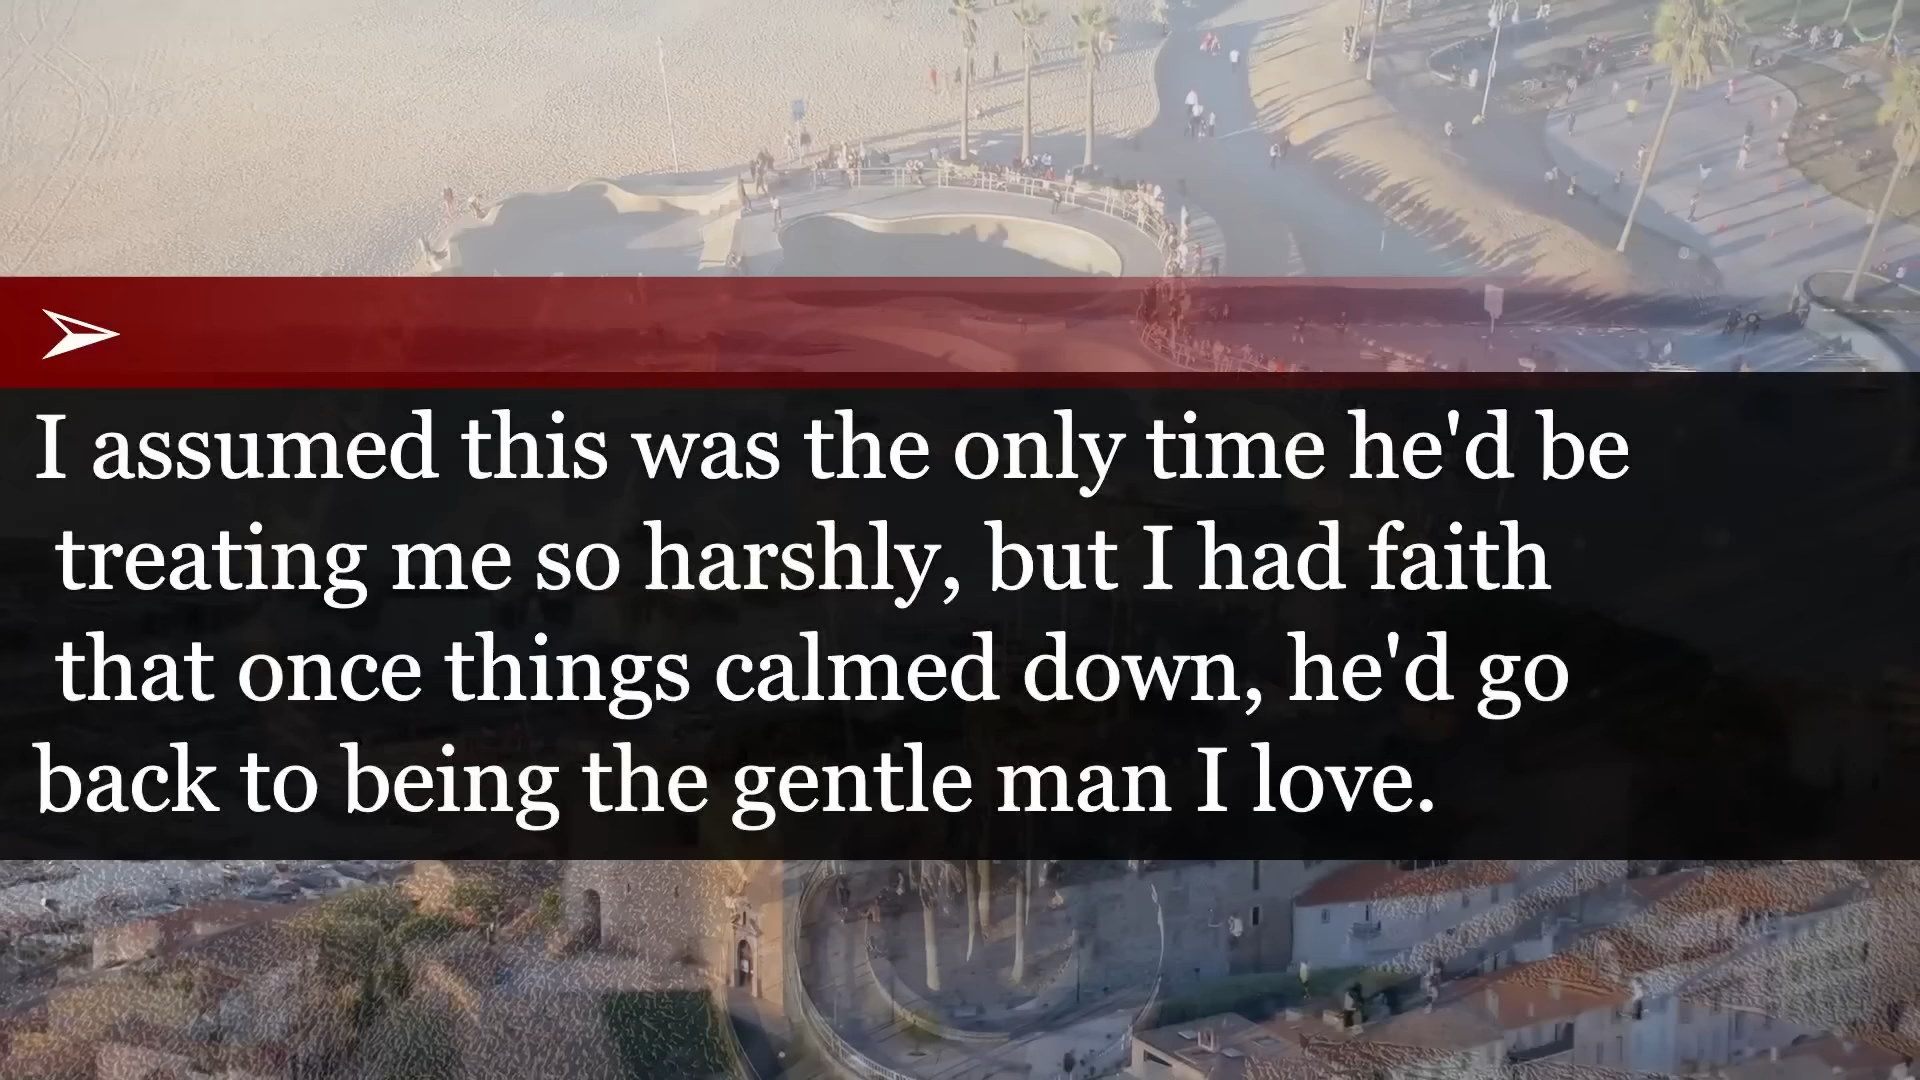 I assumed this was the only time he'd be
treating me so harshly, but I had faith
that once things calmed down, he'd go
back to being the gentle man I love.